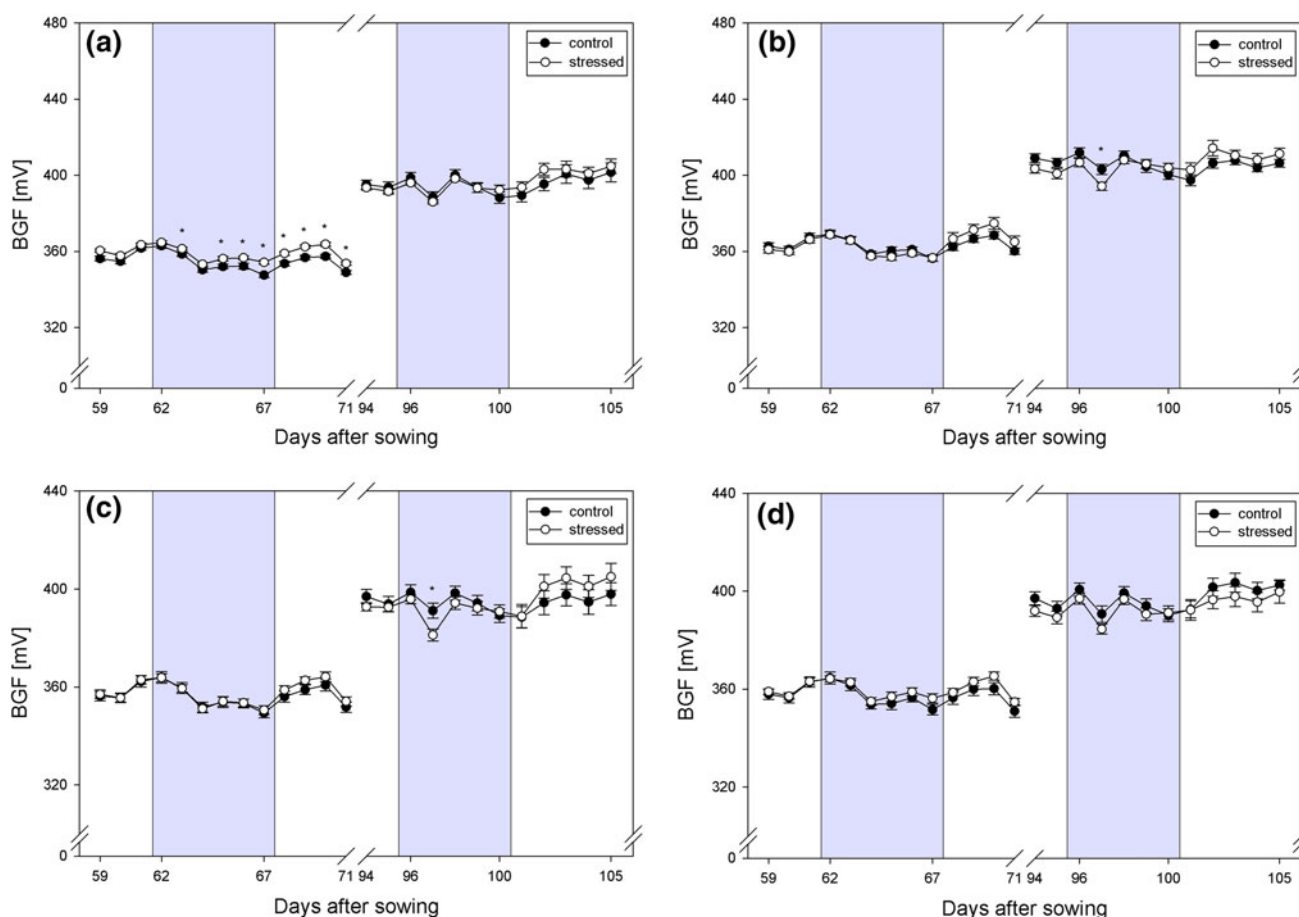 (a)
control
stressed
BGF [mV]
480
440
400
360
320
0
* * * * * * * *
59 62 67 71 94 96 100 105
Days after sowing
(b)
control
stressed
BGF [mV]
480
440
400
360
320
0
*
59 62 67 71 94 96 100 105
Days after sowing
(c)
control
stressed
BGF [mV]
440
400
360
320
0
*
59 62 67 71 94 96 100 105
Days after sowing
(d)
control
stressed
BGF [mV]
440
400
360
320
0
59 62 67 71 94 96 100 105
Days after sowing